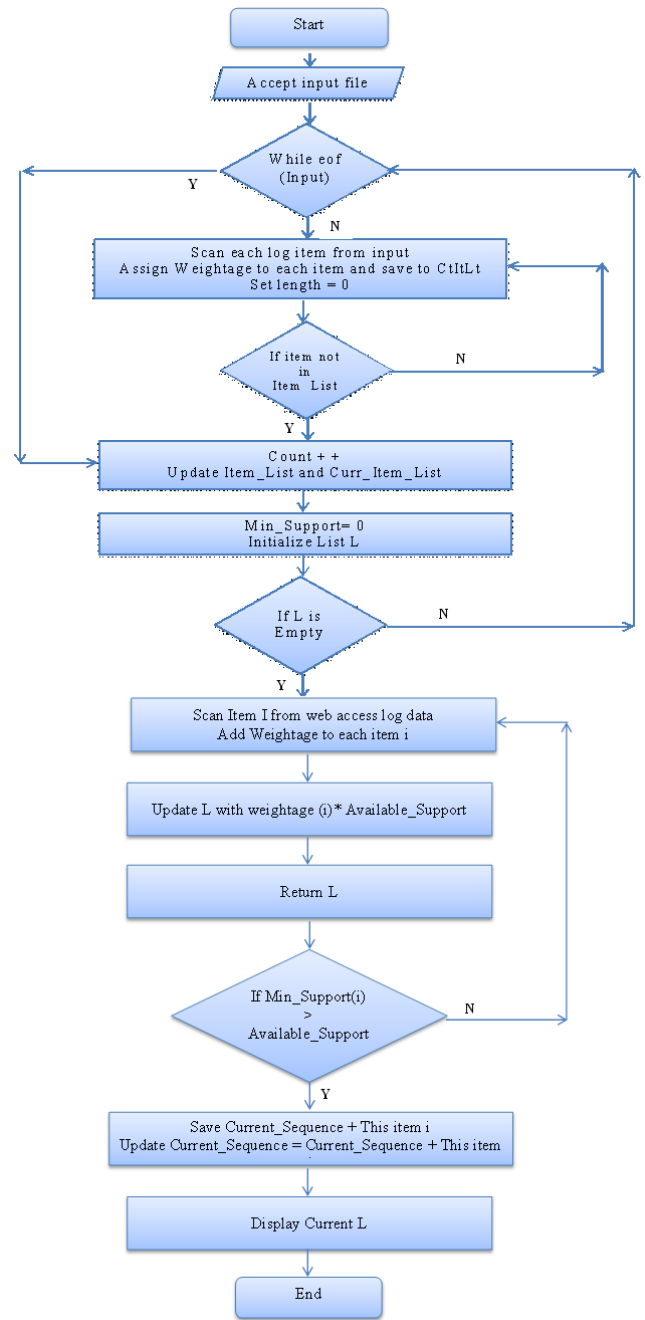 Start
Accept input file
While eof
(Input)
Y
N
Scan each log item from input
Assign Weightage to each item and save to CtItLt
Set length = 0
If item not
in
Item_List
N
Y
Count + +
Update Item_List and Curr_Item_List
Min_Support= 0
Initialize List L
If L is
Empty
N
Y
Scan Item I from web access log data
Add Weightage to each item i
Update L with weightage (i)* Available_Support
Return L
If Min_Support(i)
>
Available_Support
N
Y
Save Current_Sequence + This item i
Update Current_Sequence = Current_Sequence + This item
Display Current L
End